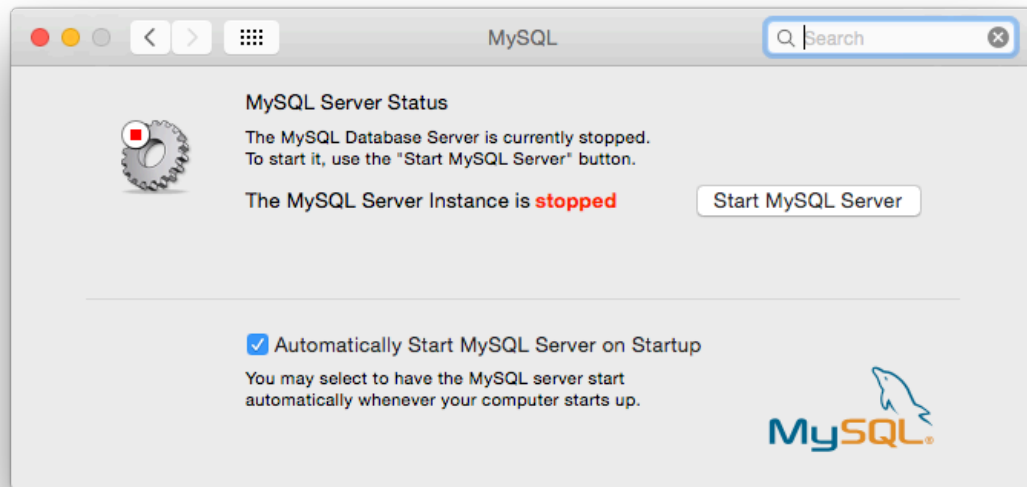 MySQL
Search
MySQL Server Status
The MySQL Database Server is currently stopped.
To start it, use the "Start MySQL Server" button.
The MySQL Server Instance is stopped
Start MySQL Server
Automatically Start MySQL Server on Startup
You may select to have the MySQL server start
automatically whenever your computer starts up.
MySQL®